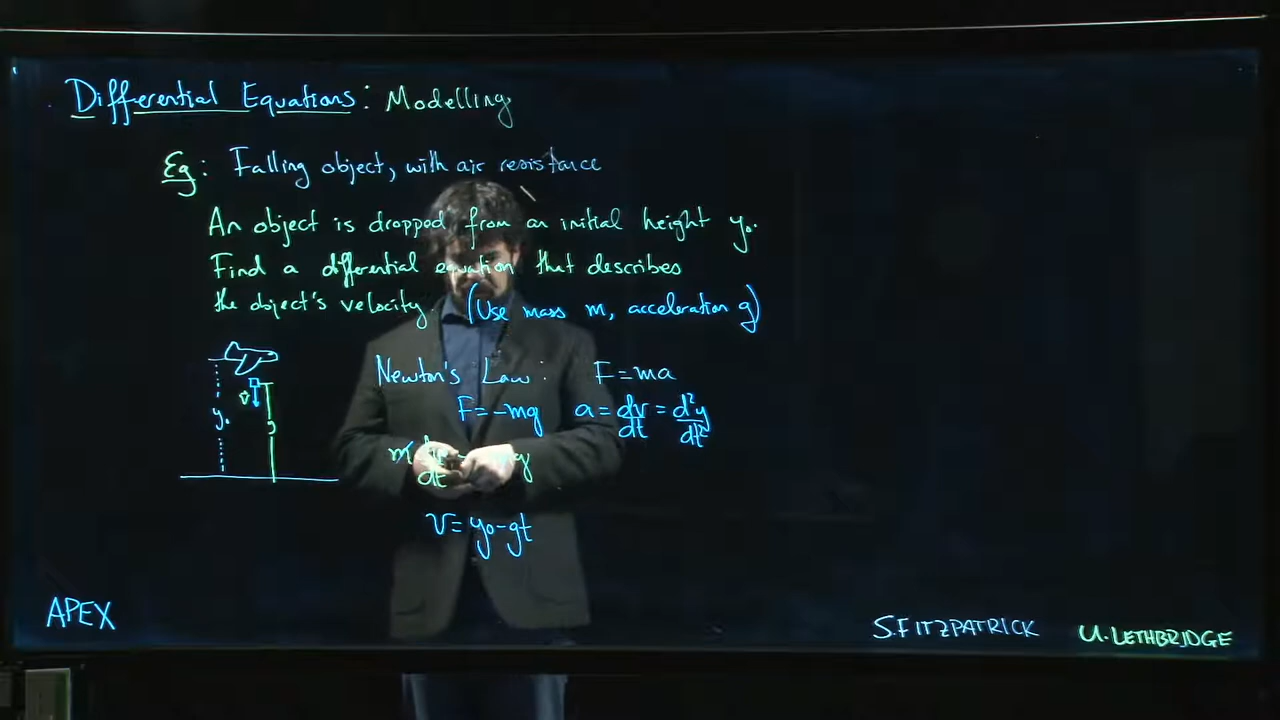 Differential Equations: Modelling
Eg: Falling object, with air resistance
An object is dropped from an initial height y₀.
Find a differential equation that describes
the object's velocity. (Use mass m, acceleration g)
Newton's Law: F=ma
v
y₀
y
F=-mg a=dv/dt=d²y/dt²
m dt g
v=y₀-gt
APEX
S.FITZPATRICK U.LETHBRIDGE